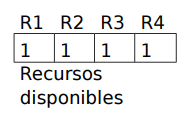 R1 R2 R3 R4
1 1 1 1
Recursos
disponibles